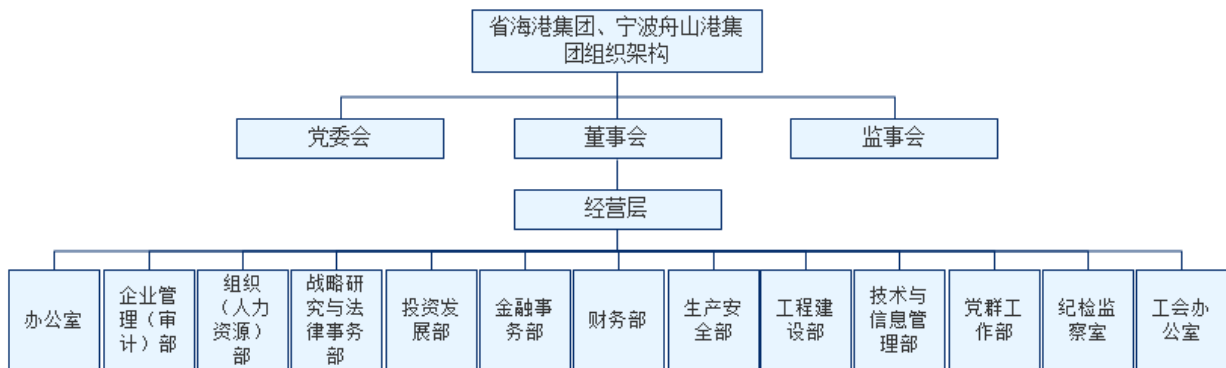 省海港集团、宁波舟山港集
团组织架构
党委会
董事会
监事会
经营层
办公室
企业管
理（审
计）部
组织
（人力
资源）
部
战略研
究与法
律事务
部
投资发
展部
金融事
务部
财务部
生产安
全部
工程建
设部
技术与
信息管
理部
党群工
作部
纪检监
察室
工会办
公室